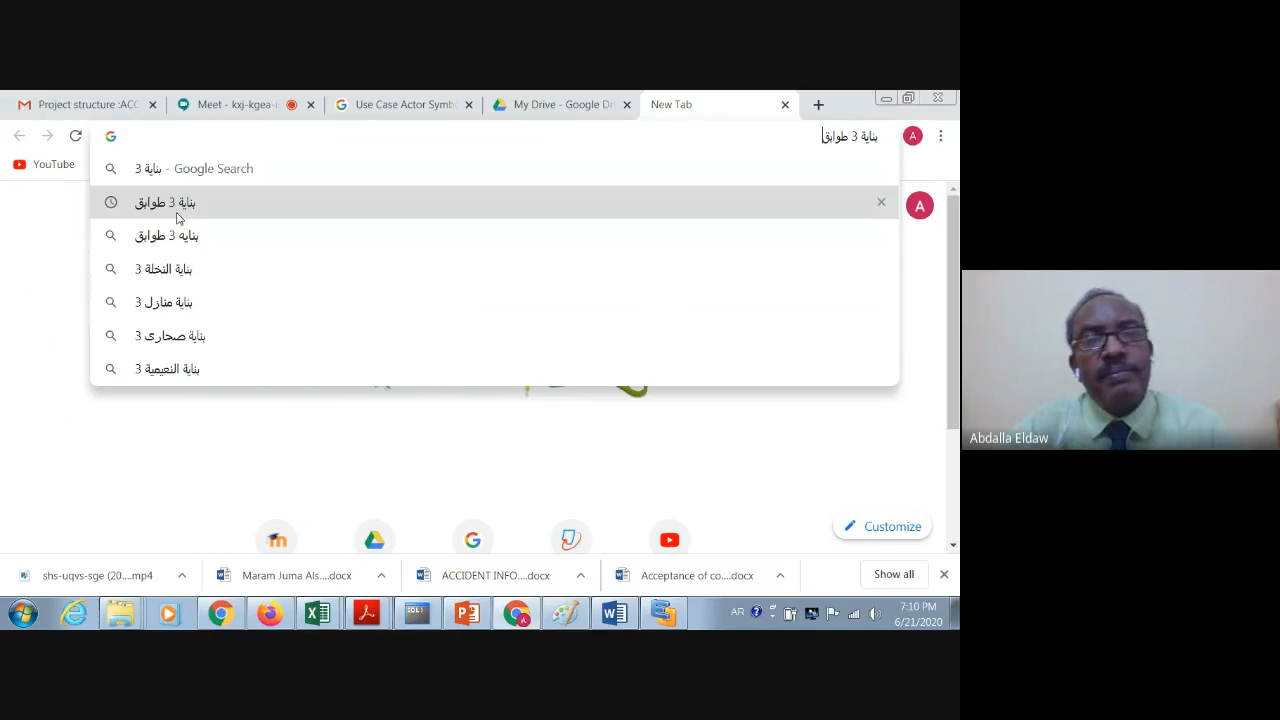 Project structure :ACC
Meet - kxj-kgea-i
Use Case Actor Symb
My Drive - Google Dri
New Tab
بناية 3 طوابق
A
YouTube
بناية 3 - Google Search
بناية 3 طوابق
بنايه 3 طوابق
بناية النخلة 3
بناية منازل 3
بناية صحارى 3
بناية النعيمية 3
A
Customize
Abdalla Eldaw
shs-uqvs-sge (20....mp4
Maram Juma Als....docx
ACCIDENT INFO....docx
Acceptance of co....docx
Show all
AR
7:10 PM
6/21/2020